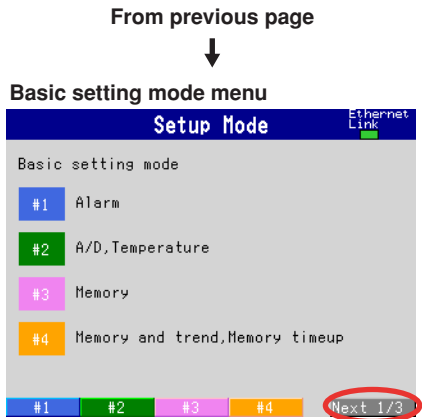 From previous page
Basic setting mode menu
Setup Mode
Ethernet
Link
Basic setting mode
#1 Alarm
#2 A/D,Temperature
#3 Memory
#4 Memory and trend,Memory timeup
#1 #2 #3 #4 Next 1/3